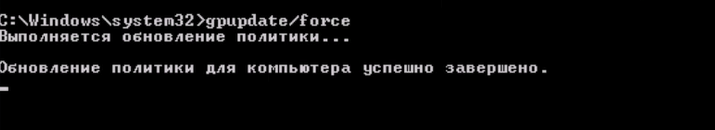 C:\Windows\system32>gpupdate/force
Выполняется обновление политики...
Обновление политики для компьютера успешно завершено.